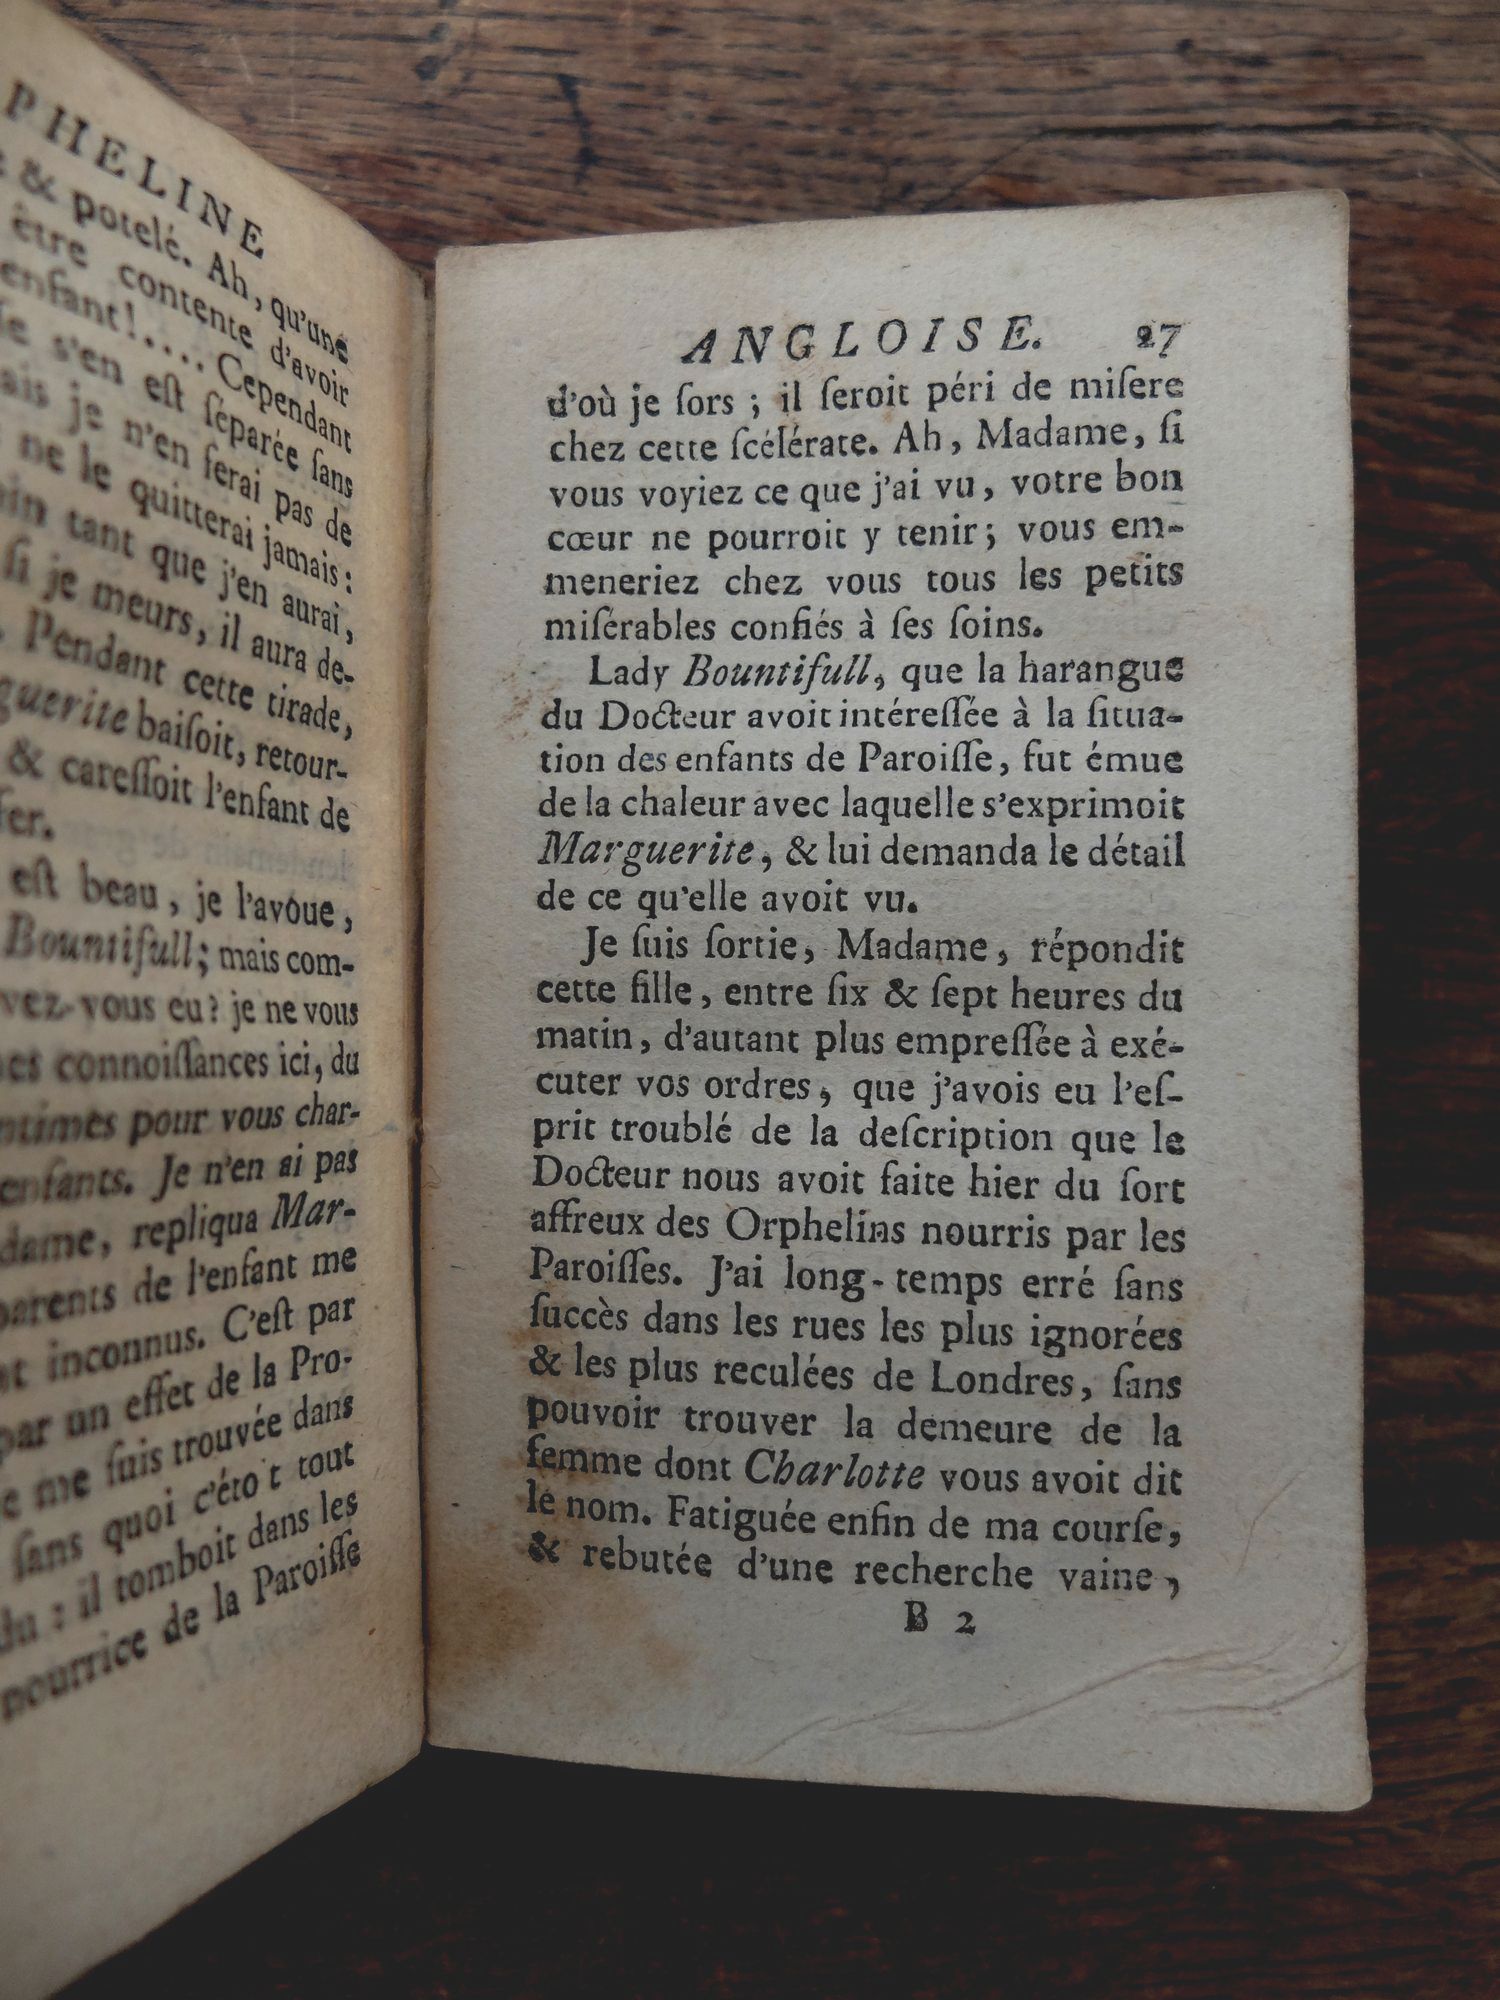 PHELINE
& potelé. Ah, qu'une
être contente d'avoir
enfant!.... Cependant
s'en eſt ſéparée ſans
ais je n'en ferai pas de
ne le quitterai jamais:
tant que j'en aurai,
ſi je meurs, il aura de-
Pendant cette tirade,
guerite baiſoit, retour-
& careſſoit l'enfant de
eſt beau, je l'avoue,
Bountifull; mais com-
vez-vous eu? je ne vous
connoiſſances ici, du
ntimes pour vous char-
enfants. Je n'en ai pas
dame, repliqua Mar-
parents de l'enfant me
inconnus. C'eſt par
par un effet de la Pro-
me ſuis trouvée dans
ſans quoi c'éto t tout
du: il tomboit dans les
nourrice de la Paroiſſe
ANGLOISE. 27
d'où je ſors; il ſeroit péri de miſere
chez cette ſcélérate. Ah, Madame, ſi
vous voyiez ce que j'ai vu, votre bon
cœur ne pourroit y tenir; vous em-
meneriez chez vous tous les petits
miſérables confiés à ſes ſoins.
Lady Bountifull, que la harangue
du Docteur avoit intéreſſée à la ſitua-
tion des enfants de Paroiſſe, fut émue
de la chaleur avec laquelle s'exprimoit
Marguerite, & lui demanda le détail
de ce qu'elle avoit vu.
Je ſuis ſortie, Madame, répondit
cette fille, entre ſix & ſept heures du
matin, d'autant plus empreſſée à exé-
cuter vos ordres, que j'avois eu l'eſ-
prit troublé de la deſcription que le
Docteur nous avoit faite hier du ſort
affreux des Orphelins nourris par les
Paroiſſes. J'ai long-temps erré ſans
ſuccès dans les rues les plus ignorées
& les plus reculées de Londres, ſans
pouvoir trouver la demeure de la
femme dont Charlotte vous avoit dit
le nom. Fatiguée enfin de ma courſe,
& rebutée d'une recherche vaine,
B 2